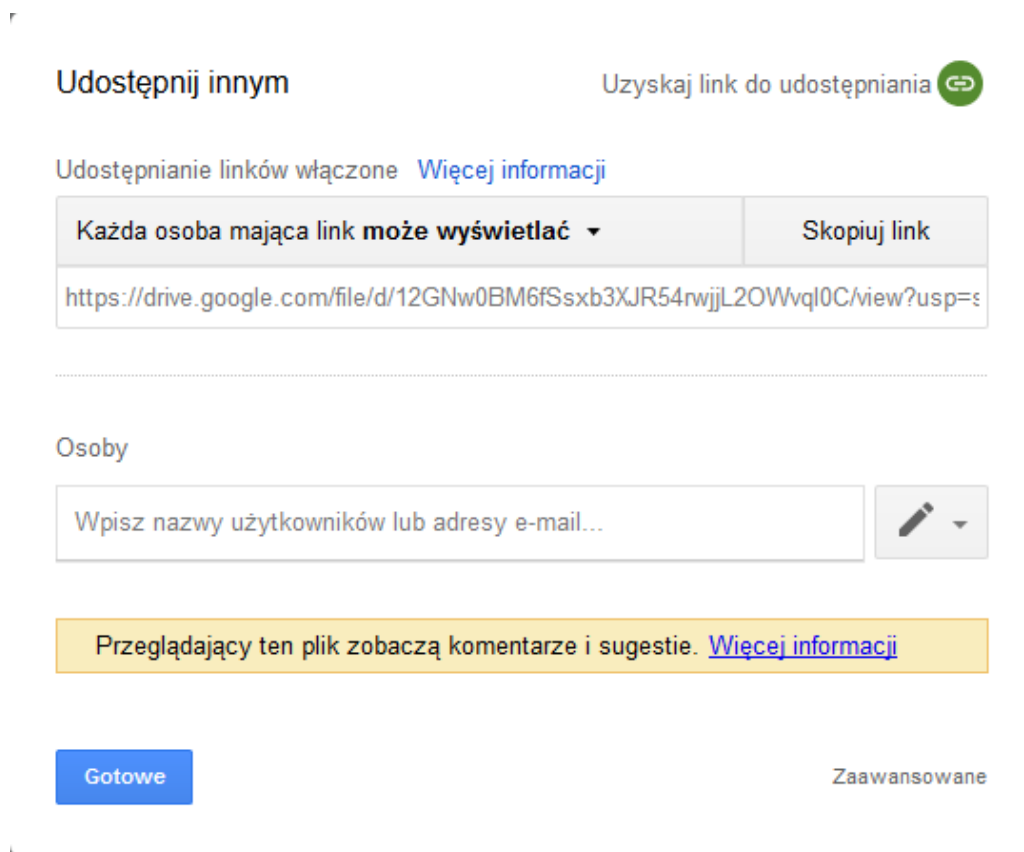 Udostępnij innym
Uzyskaj link do udostępniania
Udostępnianie linków włączone Więcej informacji
Każda osoba mająca link może wyświetlać
Skopiuj link
https://drive.google.com/file/d/12GNw0BM6fSsxb3XJR54rwjjL2OWvql0C/view?usp=s
Osoby
Wpisz nazwy użytkowników lub adresy e-mail...
Przeglądający ten plik zobaczą komentarze i sugestie. Więcej informacji
Gotowe
Zaawansowane